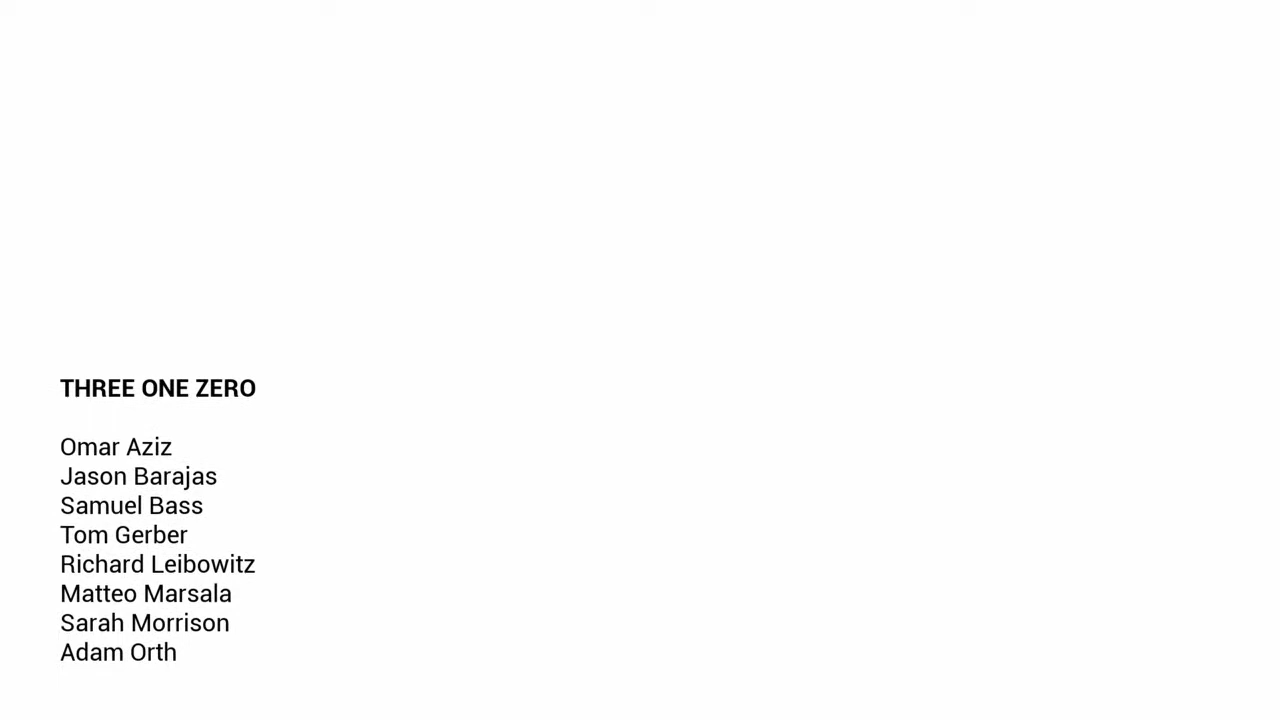 THREE ONE ZERO
Omar Aziz
Jason Barajas
Samuel Bass
Tom Gerber
Richard Leibowitz
Matteo Marsala
Sarah Morrison
Adam Orth